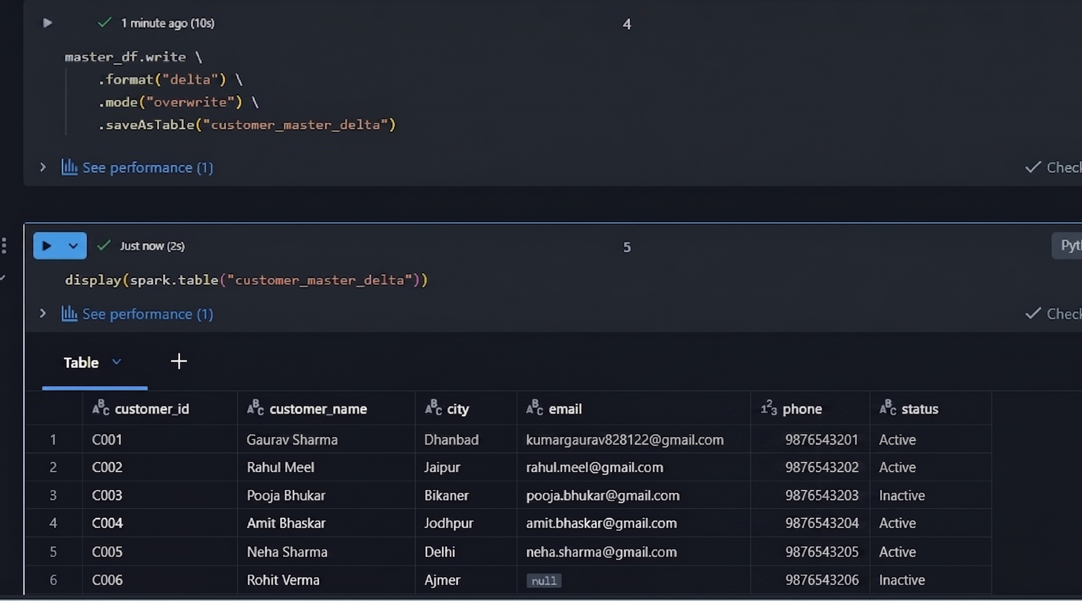 1 minute ago (10s)
4
master_df.write \
.format("delta") \
.mode("overwrite") \
.saveAsTable("customer_master_delta")
See performance (1)
Just now (2s)
5
display(spark.table("customer_master_delta"))
See performance (1)
Table
customer_id customer_name city email phone status
1 C001 Gaurav Sharma Dhanbad kumargaurav828122@gmail.com 9876543201 Active
2 C002 Rahul Meel Jaipur rahul.meel@gmail.com 9876543202 Active
3 C003 Pooja Bhukar Bikaner pooja.bhukar@gmail.com 9876543203 Inactive
4 C004 Amit Bhaskar Jodhpur amit.bhaskar@gmail.com 9876543204 Active
5 C005 Neha Sharma Delhi neha.sharma@gmail.com 9876543205 Active
6 C006 Rohit Verma Ajmer null 9876543206 Inactive